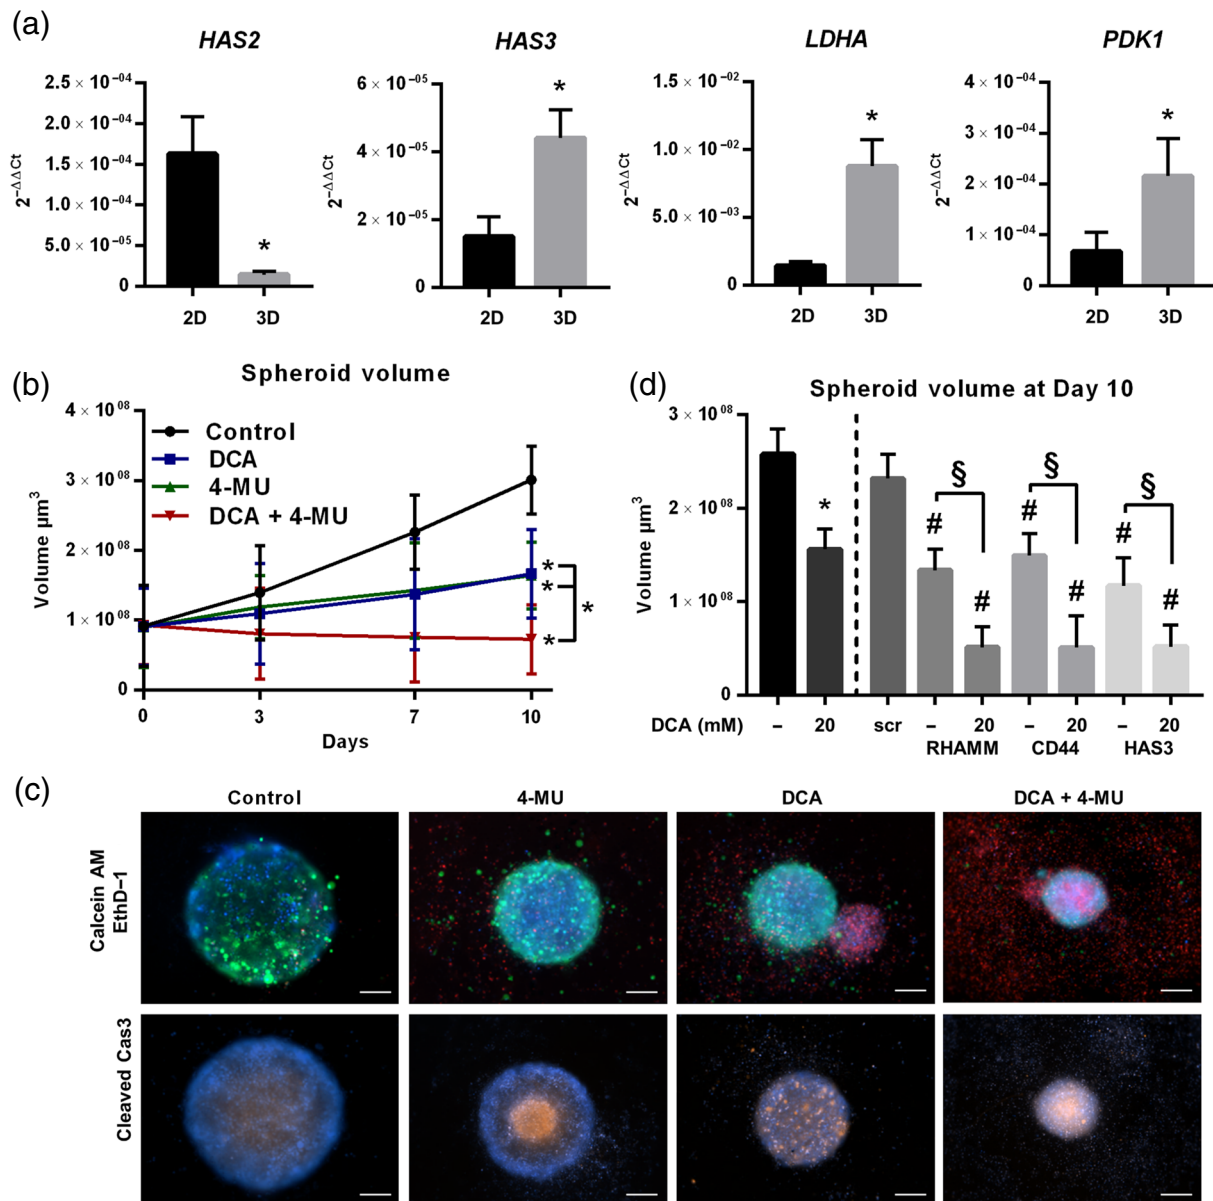 (a)
HAS2
HAS3
LDHA
PDK1
2.5 × 10⁻⁰⁴
2.0 × 10⁻⁰⁴
1.5 × 10⁻⁰⁴
1.0 × 10⁻⁰⁴
5.0 × 10⁻⁰⁵
0
2^−ΔΔCt
*
2D 3D
6 × 10⁻⁰⁵
4 × 10⁻⁰⁵
2 × 10⁻⁰⁵
0
2^−ΔΔCt
*
2D 3D
1.5 × 10⁻⁰²
1.0 × 10⁻⁰²
5.0 × 10⁻⁰³
0
2^−ΔΔCt
*
2D 3D
4 × 10⁻⁰⁴
3 × 10⁻⁰⁴
2 × 10⁻⁰⁴
1 × 10⁻⁰⁴
0
2^−ΔΔCt
*
2D 3D
(b)
Spheroid volume
4 × 10⁰⁸
3 × 10⁰⁸
2 × 10⁰⁸
1 × 10⁰⁸
0
Volume μm³
Control
DCA
4-MU
DCA + 4-MU
*
*
*
*
0 3 7 10
Days
(d)
Spheroid volume at Day 10
3 × 10⁰⁸
2 × 10⁰⁸
1 × 10⁰⁸
0
Volume μm³
§ § §
*
# # #
# # #
DCA (mM) – 20 scr – 20 – 20 – 20
RHAMM CD44 HAS3
(c)
Control 4-MU DCA DCA + 4-MU
Calcein AM
EthD–1
Cleaved Cas3